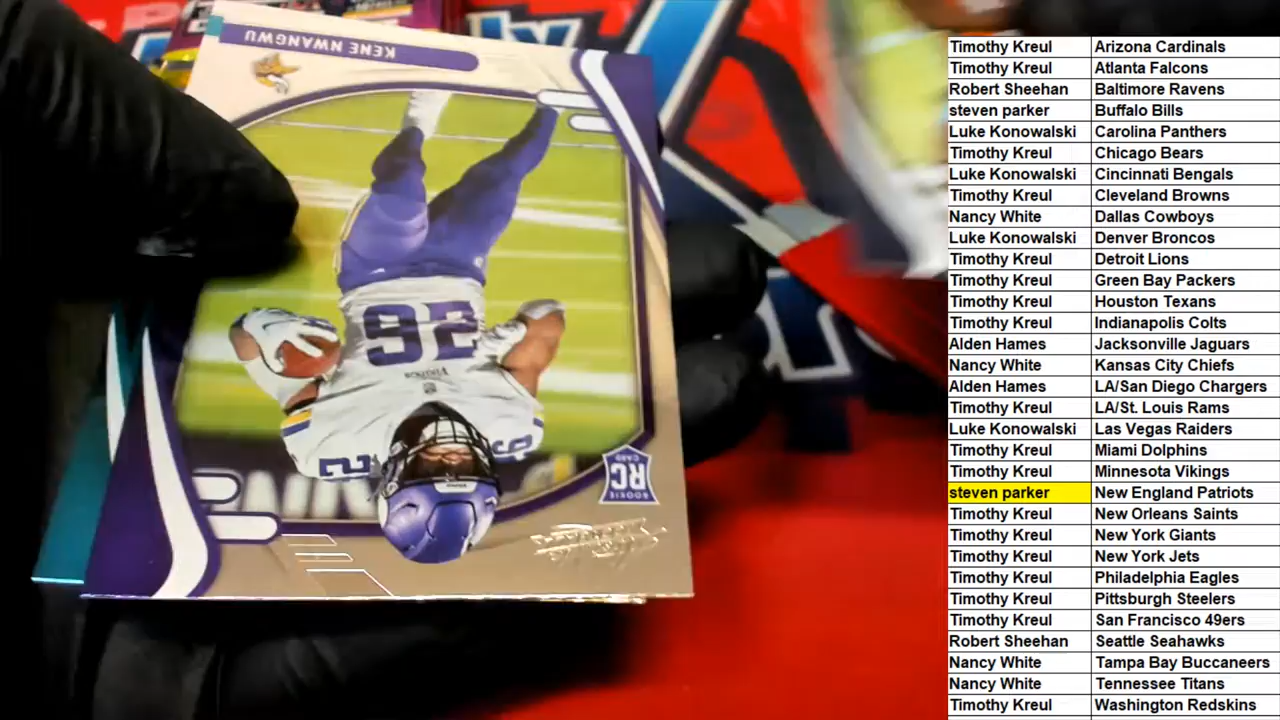 KENE NWANGWU
26
Vikings
26
26
RC
ROOKIE
CARD
Timothy Kreul Arizona Cardinals
Timothy Kreul Atlanta Falcons
Robert Sheehan Baltimore Ravens
steven parker Buffalo Bills
Luke Konowalski Carolina Panthers
Timothy Kreul Chicago Bears
Luke Konowalski Cincinnati Bengals
Timothy Kreul Cleveland Browns
Nancy White Dallas Cowboys
Luke Konowalski Denver Broncos
Timothy Kreul Detroit Lions
Timothy Kreul Green Bay Packers
Timothy Kreul Houston Texans
Timothy Kreul Indianapolis Colts
Alden Hames Jacksonville Jaguars
Nancy White Kansas City Chiefs
Alden Hames LA/San Diego Chargers
Timothy Kreul LA/St. Louis Rams
Luke Konowalski Las Vegas Raiders
Timothy Kreul Miami Dolphins
Timothy Kreul Minnesota Vikings
steven parker New England Patriots
Timothy Kreul New Orleans Saints
Timothy Kreul New York Giants
Timothy Kreul New York Jets
Timothy Kreul Philadelphia Eagles
Timothy Kreul Pittsburgh Steelers
Timothy Kreul San Francisco 49ers
Robert Sheehan Seattle Seahawks
Nancy White Tampa Bay Buccaneers
Nancy White Tennessee Titans
Timothy Kreul Washington Redskins